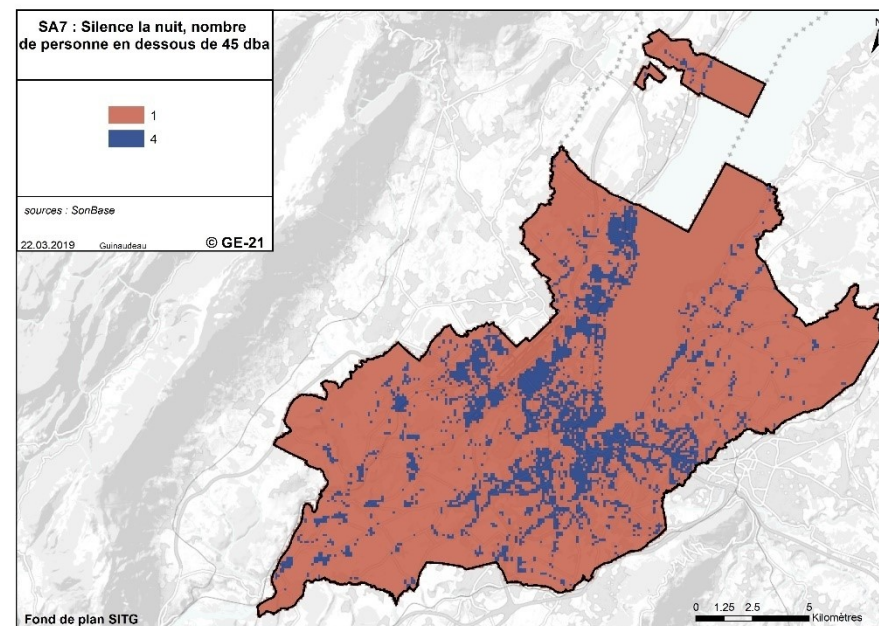 SA7 : Silence la nuit, nombre
de personne en dessous de 45 dba
1
4
sources : SonBase
22.03.2019 Guinaudeau © GE-21
N
0 1.25 2.5 5
Kilomètres
Fond de plan SITG